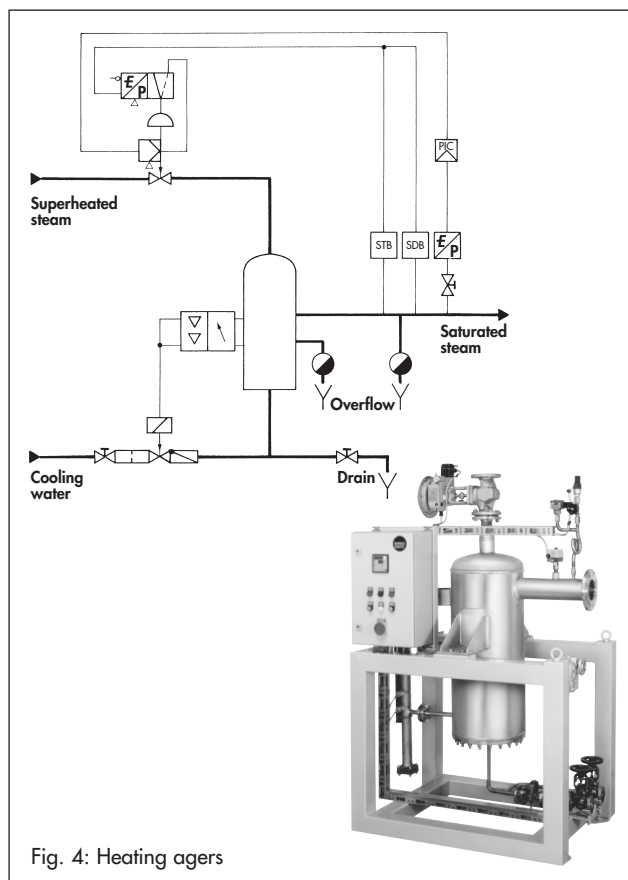 E
P
PIC
Superheated
steam
STB
SDB
E
P
Saturated
steam
Overflow
Cooling
water
Drain
Fig. 4: Heating agers